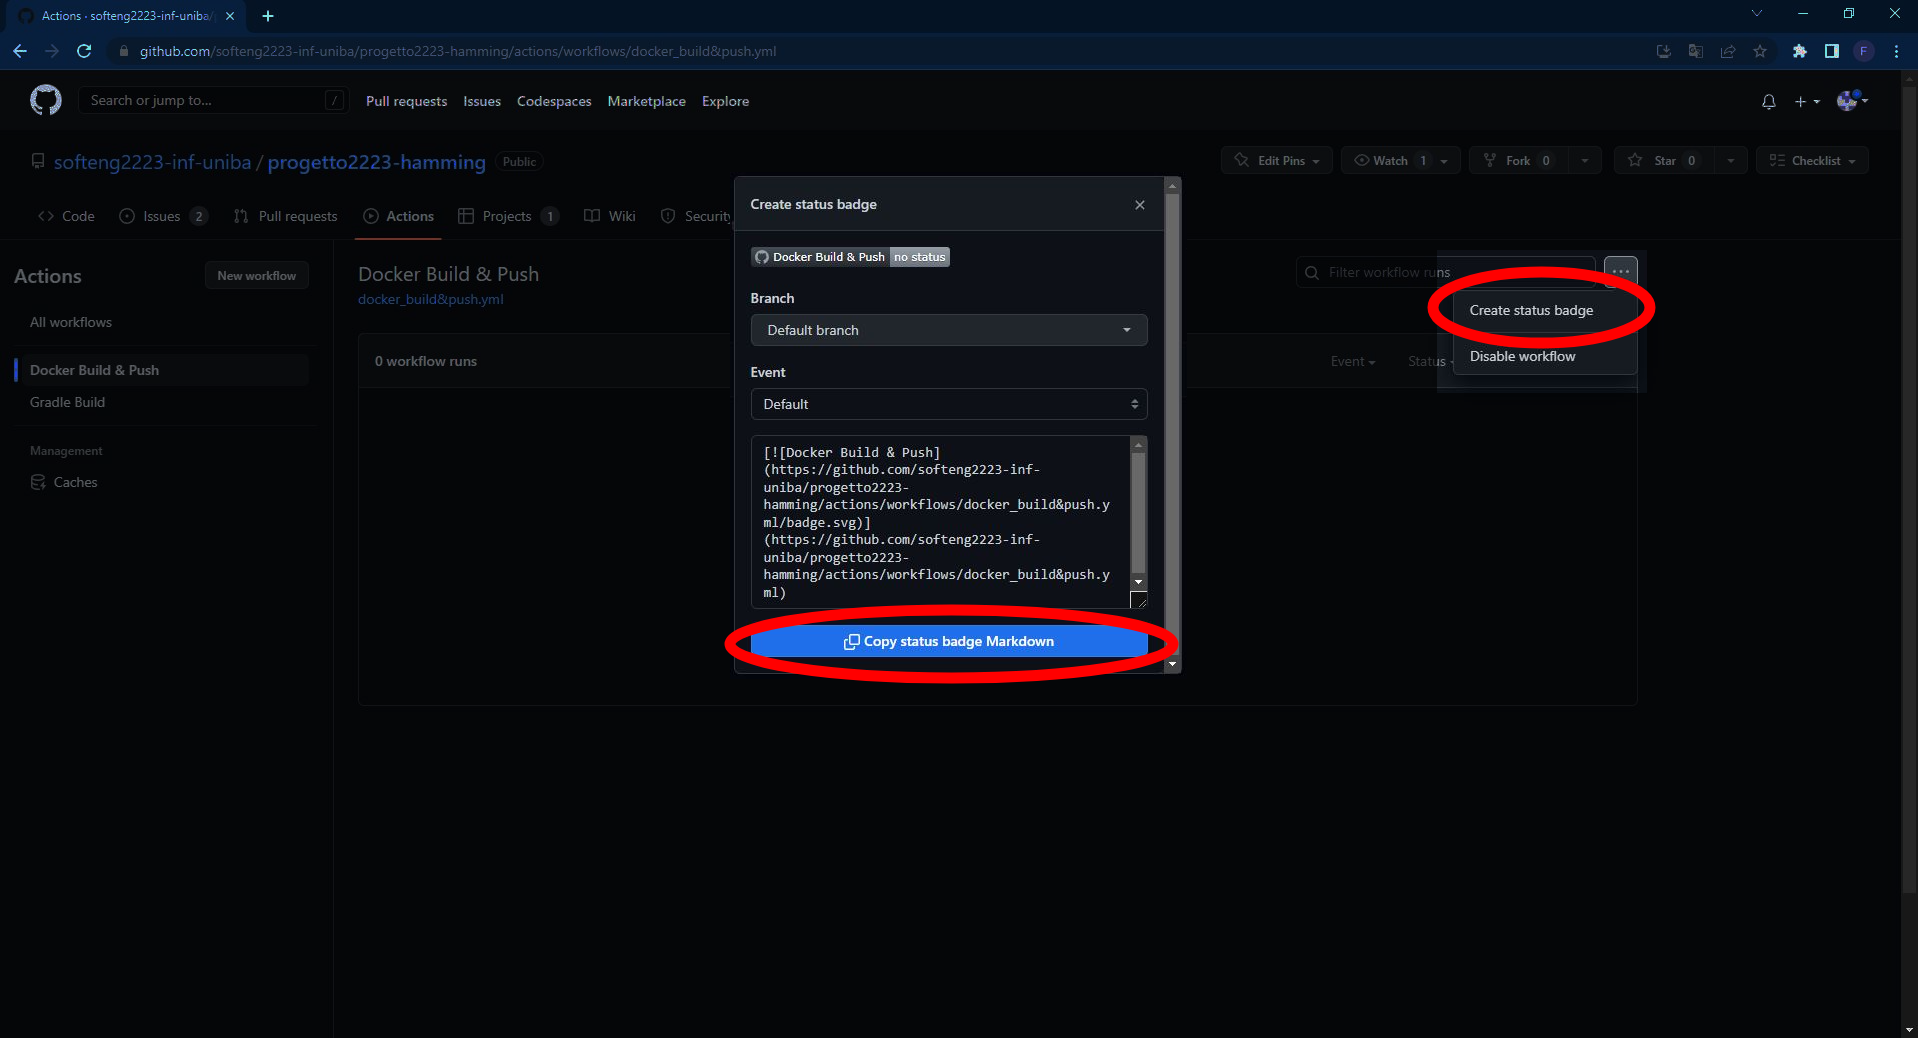 Actions · softeng2223-inf-uniba/
github.com/softeng2223-inf-uniba/progetto2223-hamming/actions/workflows/docker_build&push.yml
F
Search or jump to... /
Pull requests Issues Codespaces Marketplace Explore
softeng2223-inf-uniba / progetto2223-hamming Public
Edit Pins Watch 1 Fork 0 Star 0 Checklist
Code Issues 2 Pull requests Actions Projects 1 Wiki Security
Actions
New workflow
All workflows
Docker Build & Push
Gradle Build
Management
Caches
Docker Build & Push
docker_build&push.yml
0 workflow runs
Filter workflow runs
Event Status
Create status badge
Disable workflow
Create status badge
Docker Build & Push no status
Branch
Default branch
Event
Default
[![Docker Build & Push]
(https://github.com/softeng2223-inf-
uniba/progetto2223-
hamming/actions/workflows/docker_build&push.y
ml/badge.svg)]
(https://github.com/softeng2223-inf-
uniba/progetto2223-
hamming/actions/workflows/docker_build&push.y
ml)
Copy status badge Markdown